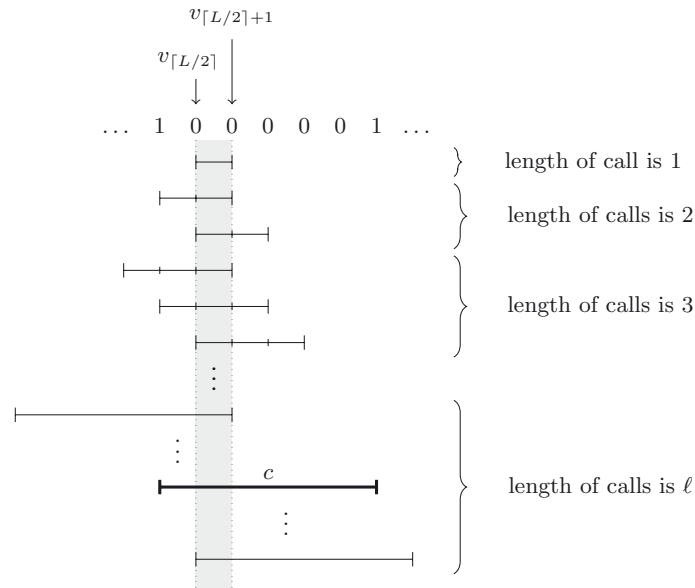 v⌈L/2⌉+1
v⌈L/2⌉
... 1 0 0 0 0 0 1 ...
length of call is 1
length of calls is 2
length of calls is 3
c
length of calls is ℓ